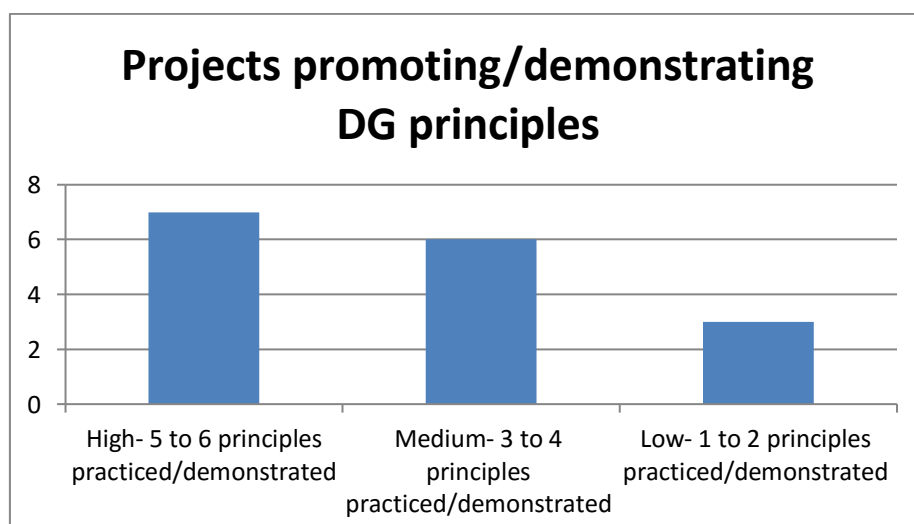 Projects promoting/demonstrating
DG principles
8
6
4
2
0
High- 5 to 6 principles
practiced/demonstrated
Medium- 3 to 4
principles
practiced/demonstrated
Low- 1 to 2 principles
practiced/demonstrated